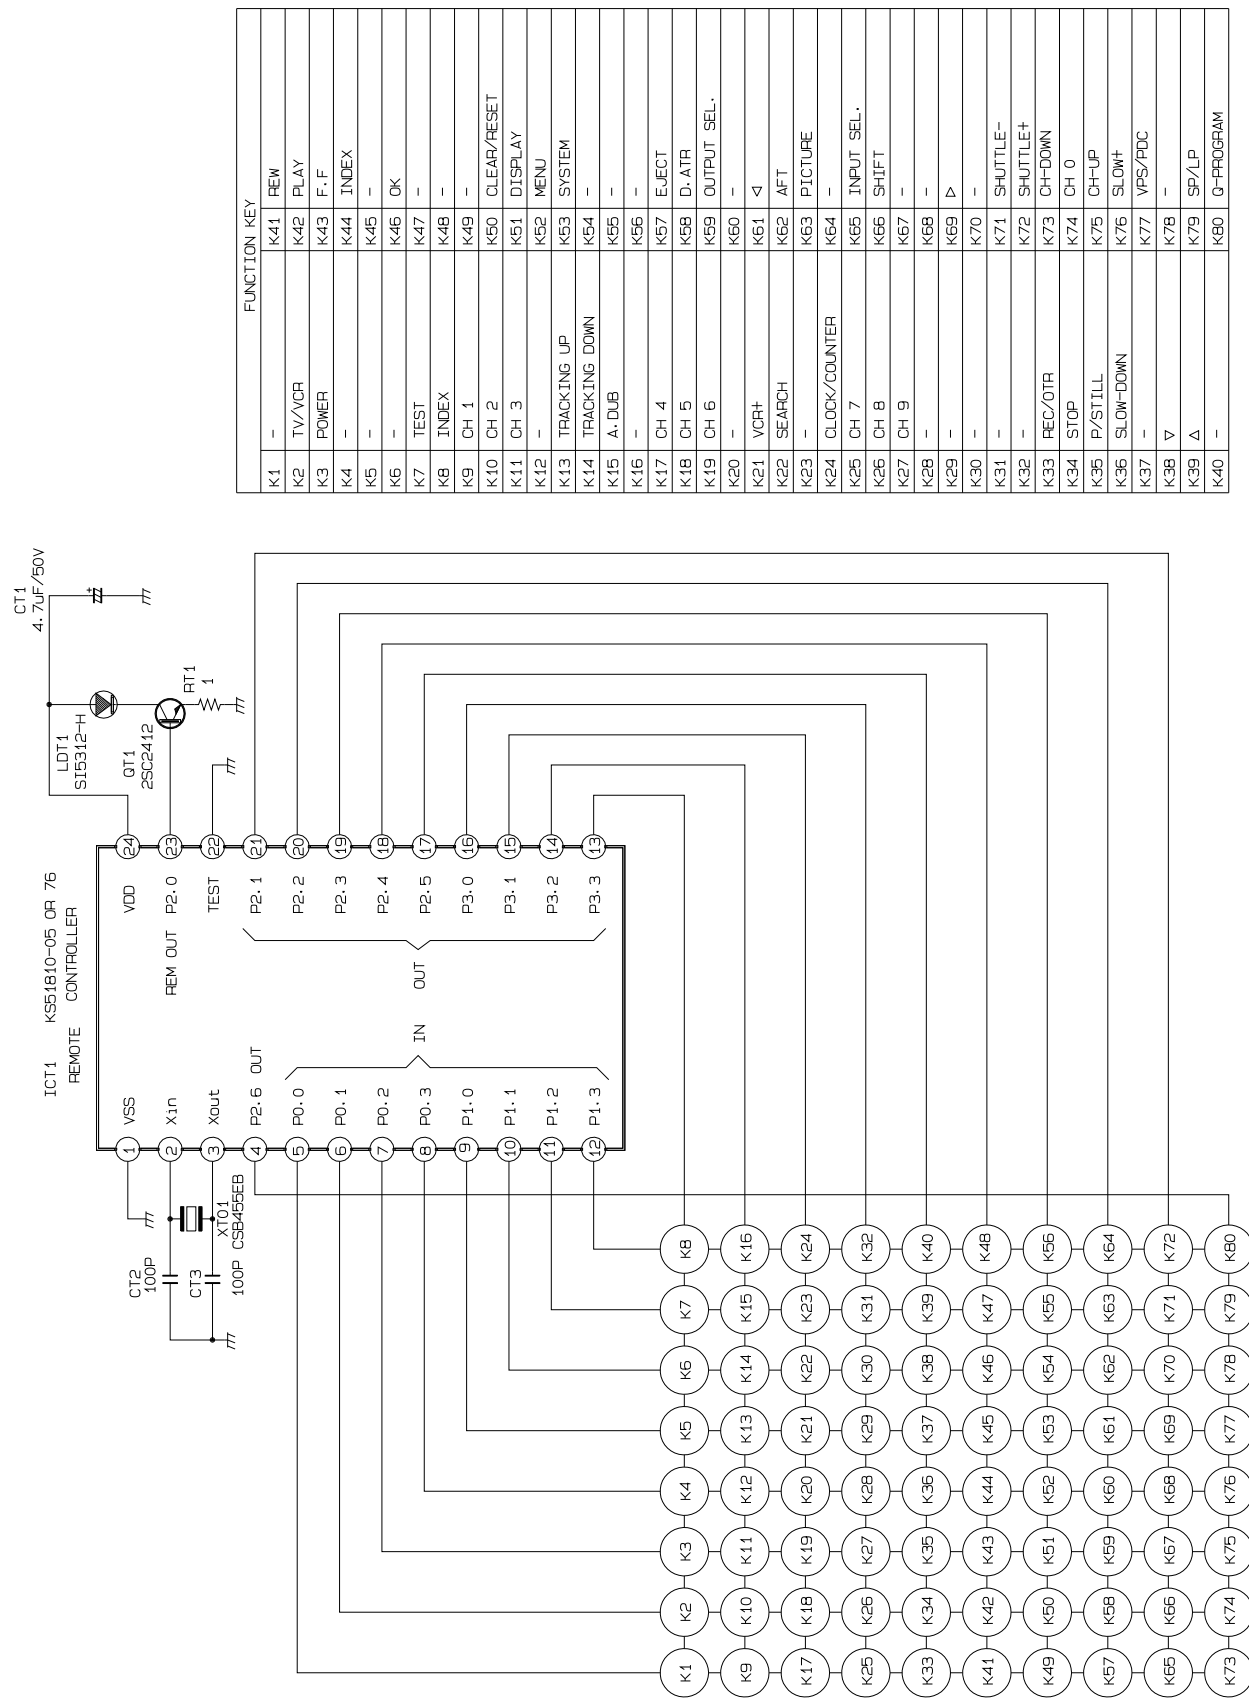 FUNCTION KEY
K1 - K41 REW
K2 TV/VCR K42 PLAY
K3 POWER K43 F.F
K4 - K44 INDEX
K5 - K45 -
K6 - K46 OK
K7 TEST K47 -
K8 INDEX K48 -
K9 CH 1 K49 -
K10 CH 2 K50 CLEAR/RESET
K11 CH 3 K51 DISPLAY
K12 - K52 MENU
K13 TRACKING UP K53 SYSTEM
K14 TRACKING DOWN K54 -
K15 A.DUB K55 -
K16 - K56 -
K17 CH 4 K57 EJECT
K18 CH 5 K58 D.ATR
K19 CH 6 K59 OUTPUT SEL.
K20 - K60 -
K21 VCR+ K61 ◁
K22 SEARCH K62 AFT
K23 - K63 PICTURE
K24 CLOCK/COUNTER K64 -
K25 CH 7 K65 INPUT SEL.
K26 CH 8 K66 SHIFT
K27 CH 9 K67 -
K28 - K68 -
K29 - K69 ▷
K30 - K70 -
K31 - K71 SHUTTLE-
K32 - K72 SHUTTLE+
K33 REC/OTR K73 CH-DOWN
K34 STOP K74 CH 0
K35 P/STILL K75 CH-UP
K36 SLOW-DOWN K76 SLOW+
K37 - K77 VPS/PDC
K38 ▽ K78 -
K39 △ K79 SP/LP
K40 - K80 Q-PROGRAM
CT1
4.7uF/50V
+
LDT1
SI5312-H
QT1
2SC2412
RT1
1
ICT1 KS51810-05 OR 76
REMOTE CONTROLLER
1 VSS VDD 24
2 Xin REM OUT P2.0 23
3 Xout TEST 22
4 P2.6 OUT P2.1 21
5 P0.0 P2.2 20
6 P0.1 P2.3 19
7 P0.2 P2.4 18
8 P0.3 IN OUT P2.5 17
9 P1.0 P3.0 16
10 P1.1 P3.1 15
11 P1.2 P3.2 14
12 P1.3 P3.3 13
CT2
100P
CT3
100P
XT01
CSB455EB
K1 K2 K3 K4 K5 K6 K7 K8
K9 K10 K11 K12 K13 K14 K15 K16
K17 K18 K19 K20 K21 K22 K23 K24
K25 K26 K27 K28 K29 K30 K31 K32
K33 K34 K35 K36 K37 K38 K39 K40
K41 K42 K43 K44 K45 K46 K47 K48
K49 K50 K51 K52 K53 K54 K55 K56
K57 K58 K59 K60 K61 K62 K63 K64
K65 K66 K67 K68 K69 K70 K71 K72
K73 K74 K75 K76 K77 K78 K79 K80